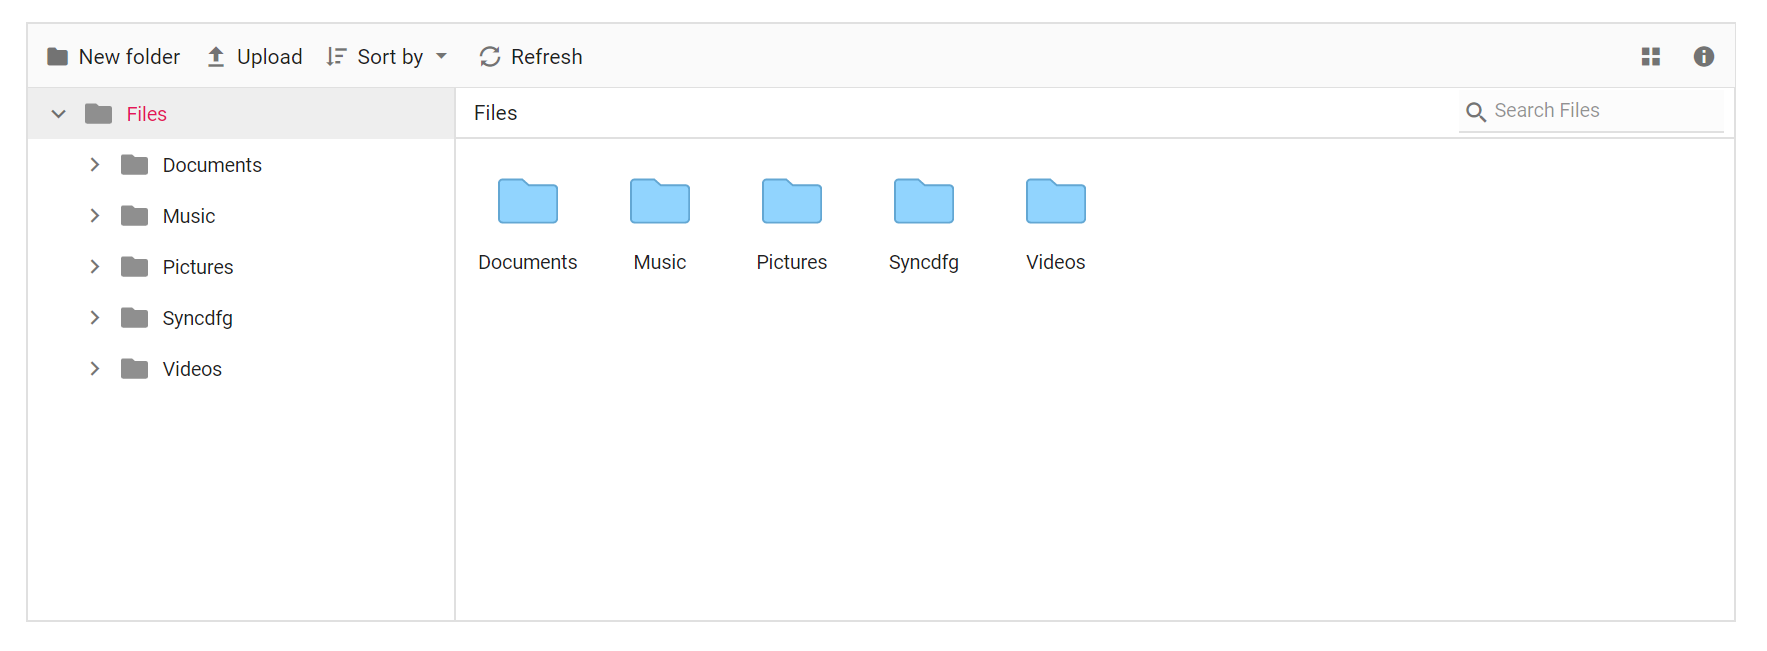 New folder Upload Sort by Refresh
Files
Documents
Music
Pictures
Syncdfg
Videos
Files Search Files
Documents Music Pictures Syncdfg Videos